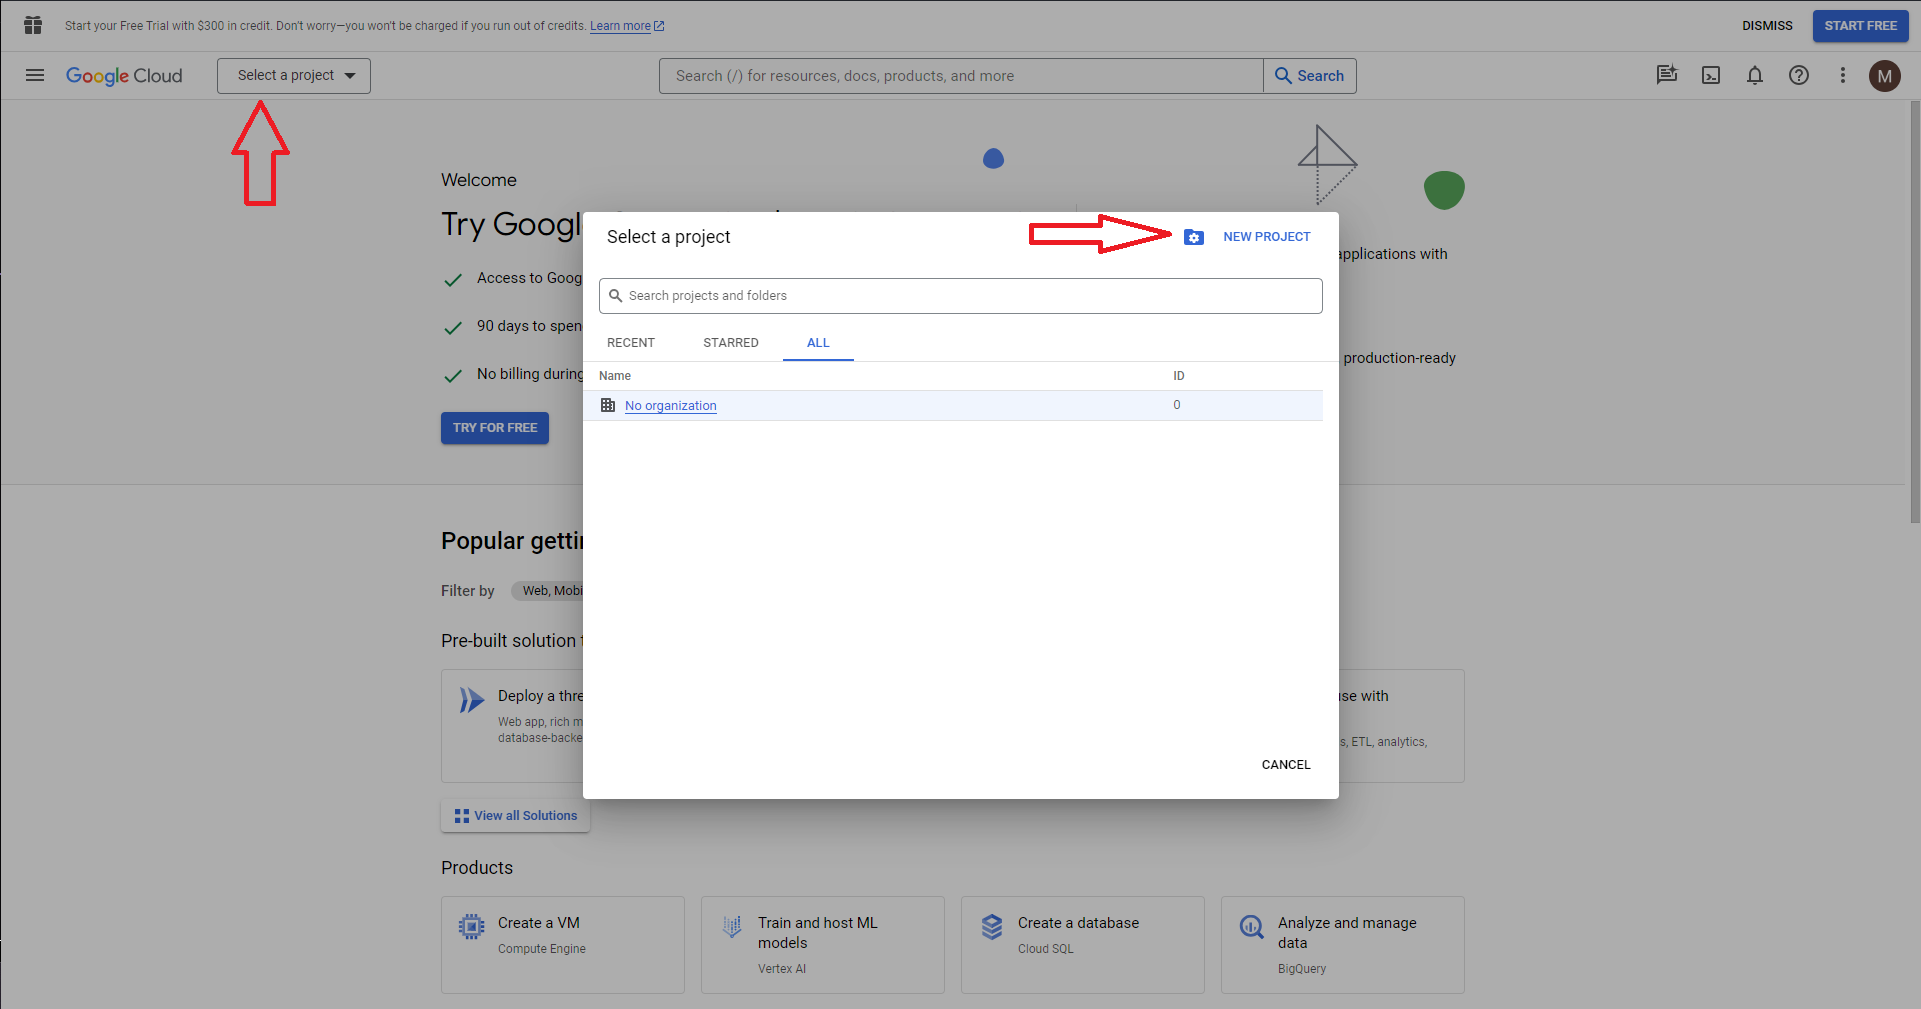 Start your Free Trial with $300 in credit. Don't worry—you won't be charged if you run out of credits. Learn more
DISMISS
START FREE
Google Cloud
Select a project
Search (/) for resources, docs, products, and more
Search
M
Welcome
Try Googl
Access to Goog
90 days to spen
No billing during
TRY FOR FREE
applications with
production-ready
Select a project
NEW PROJECT
Search projects and folders
RECENT
STARRED
ALL
Name
ID
No organization
0
CANCEL
Popular gettin
Filter by
Web, Mobi
Pre-built solution t
Deploy a thre
Web app, rich m
database-backe
use with
s, ETL, analytics,
View all Solutions
Products
Create a VM
Compute Engine
Train and host ML
models
Vertex AI
Create a database
Cloud SQL
Analyze and manage
data
BigQuery